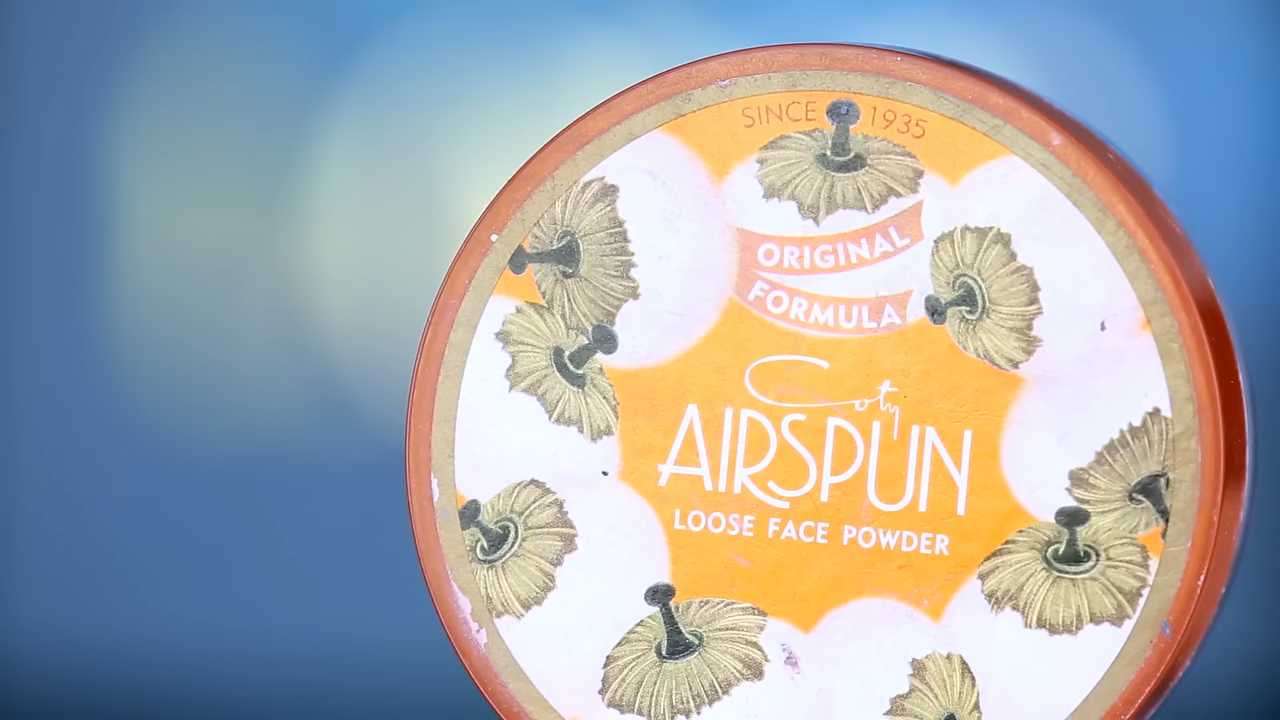 SINCE 1935
ORIGINAL
FORMULA
Coty
AIRSPUN
LOOSE FACE POWDER